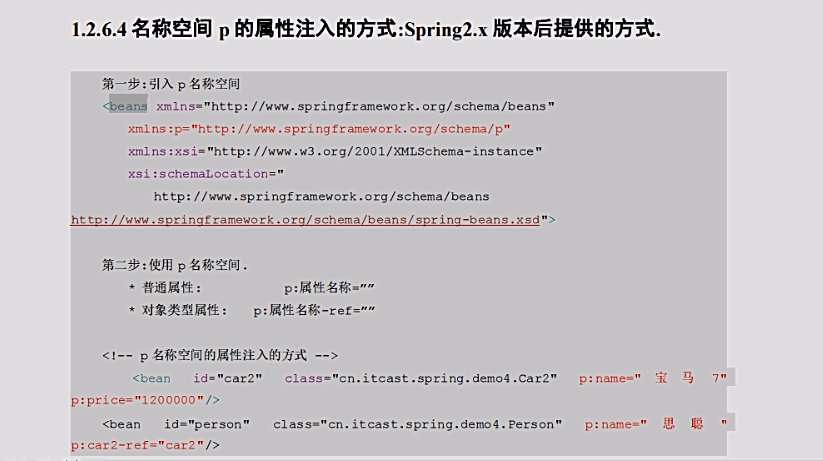 1.2.6.4 名称空间 p 的属性注入的方式:Spring2.x 版本后提供的方式.
第一步:引入 p 名称空间
<beans xmlns="http://www.springframework.org/schema/beans"
xmlns:p="http://www.springframework.org/schema/p"
xmlns:xsi="http://www.w3.org/2001/XMLSchema-instance"
xsi:schemaLocation="
http://www.springframework.org/schema/beans
http://www.springframework.org/schema/beans/spring-beans.xsd">
第二步:使用 p 名称空间.
* 普通属性: p:属性名称=””
* 对象类型属性: p:属性名称-ref=””
<!-- p 名称空间的属性注入的方式 -->
<bean id="car2" class="cn.itcast.spring.demo4.Car2" p:name=" 宝 马 7"
p:price="1200000"/>
<bean id="person" class="cn.itcast.spring.demo4.Person" p:name=" 思 聪 "
p:car2-ref="car2"/>